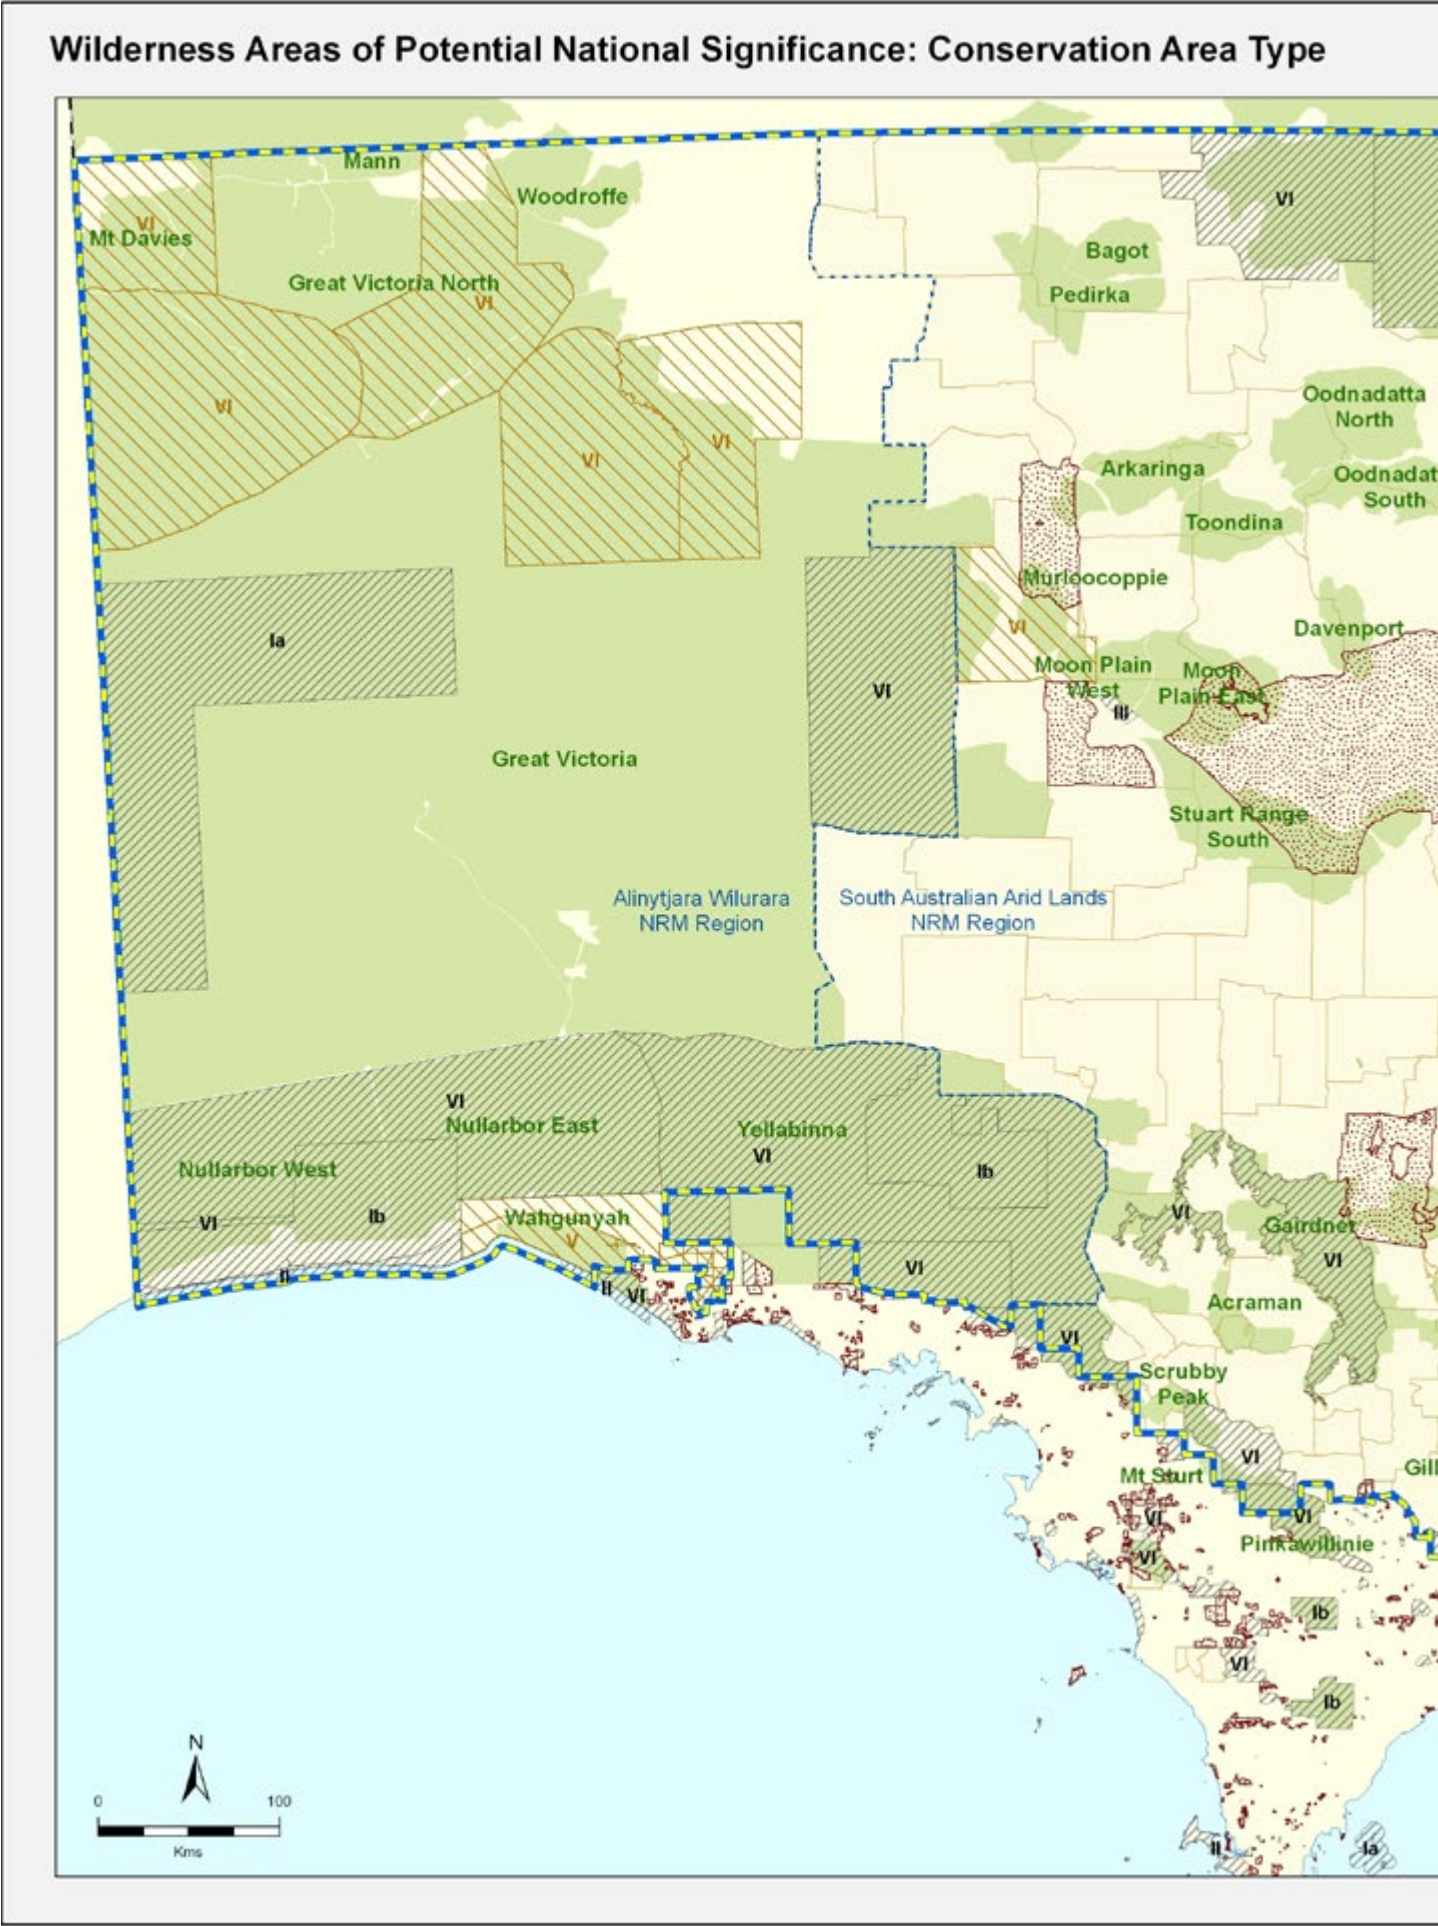 Wilderness Areas of Potential National Significance: Conservation Area Type
Mann
Woodroffe
VI
VI
Mt Davies
Bagot
Great Victoria North
VI
Pedirka
Oodnadatta
North
VI
VI
VI
Arkaringa
Oodnadat
South
Toondina
Murloocoppie
Ia
VI
Davenport
Moon Plain
West
Moon
Plain East
VI
III
Great Victoria
Stuart Range
South
Alinytjara Wilurara
NRM Region
South Australian Arid Lands
NRM Region
VI
Nullarbor East
Yellabinna
VI
Nullarbor West
Ib
VI
Ib
Wahgunyah
V
VI
Gairdner
S
VI
II
II
VI
VI
Acraman
VI
Scrubby
Peak
VI
Mt Sturt
Gill
VI
VI
Pinkawillinie
VI
Ib
VI
Ib
N
0 100
Kms
II
Ia